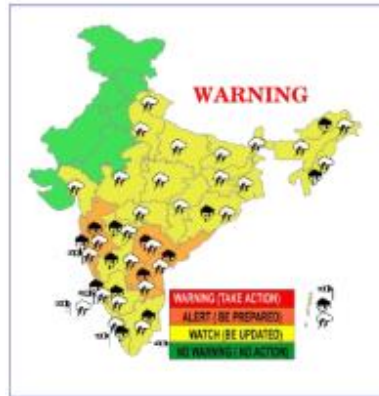 WARNING
WARNING (TAKE ACTION)
ALERT ( BE PREPARED)
WATCH (BE UPDATED)
NO WARNING ( NO ACTION)